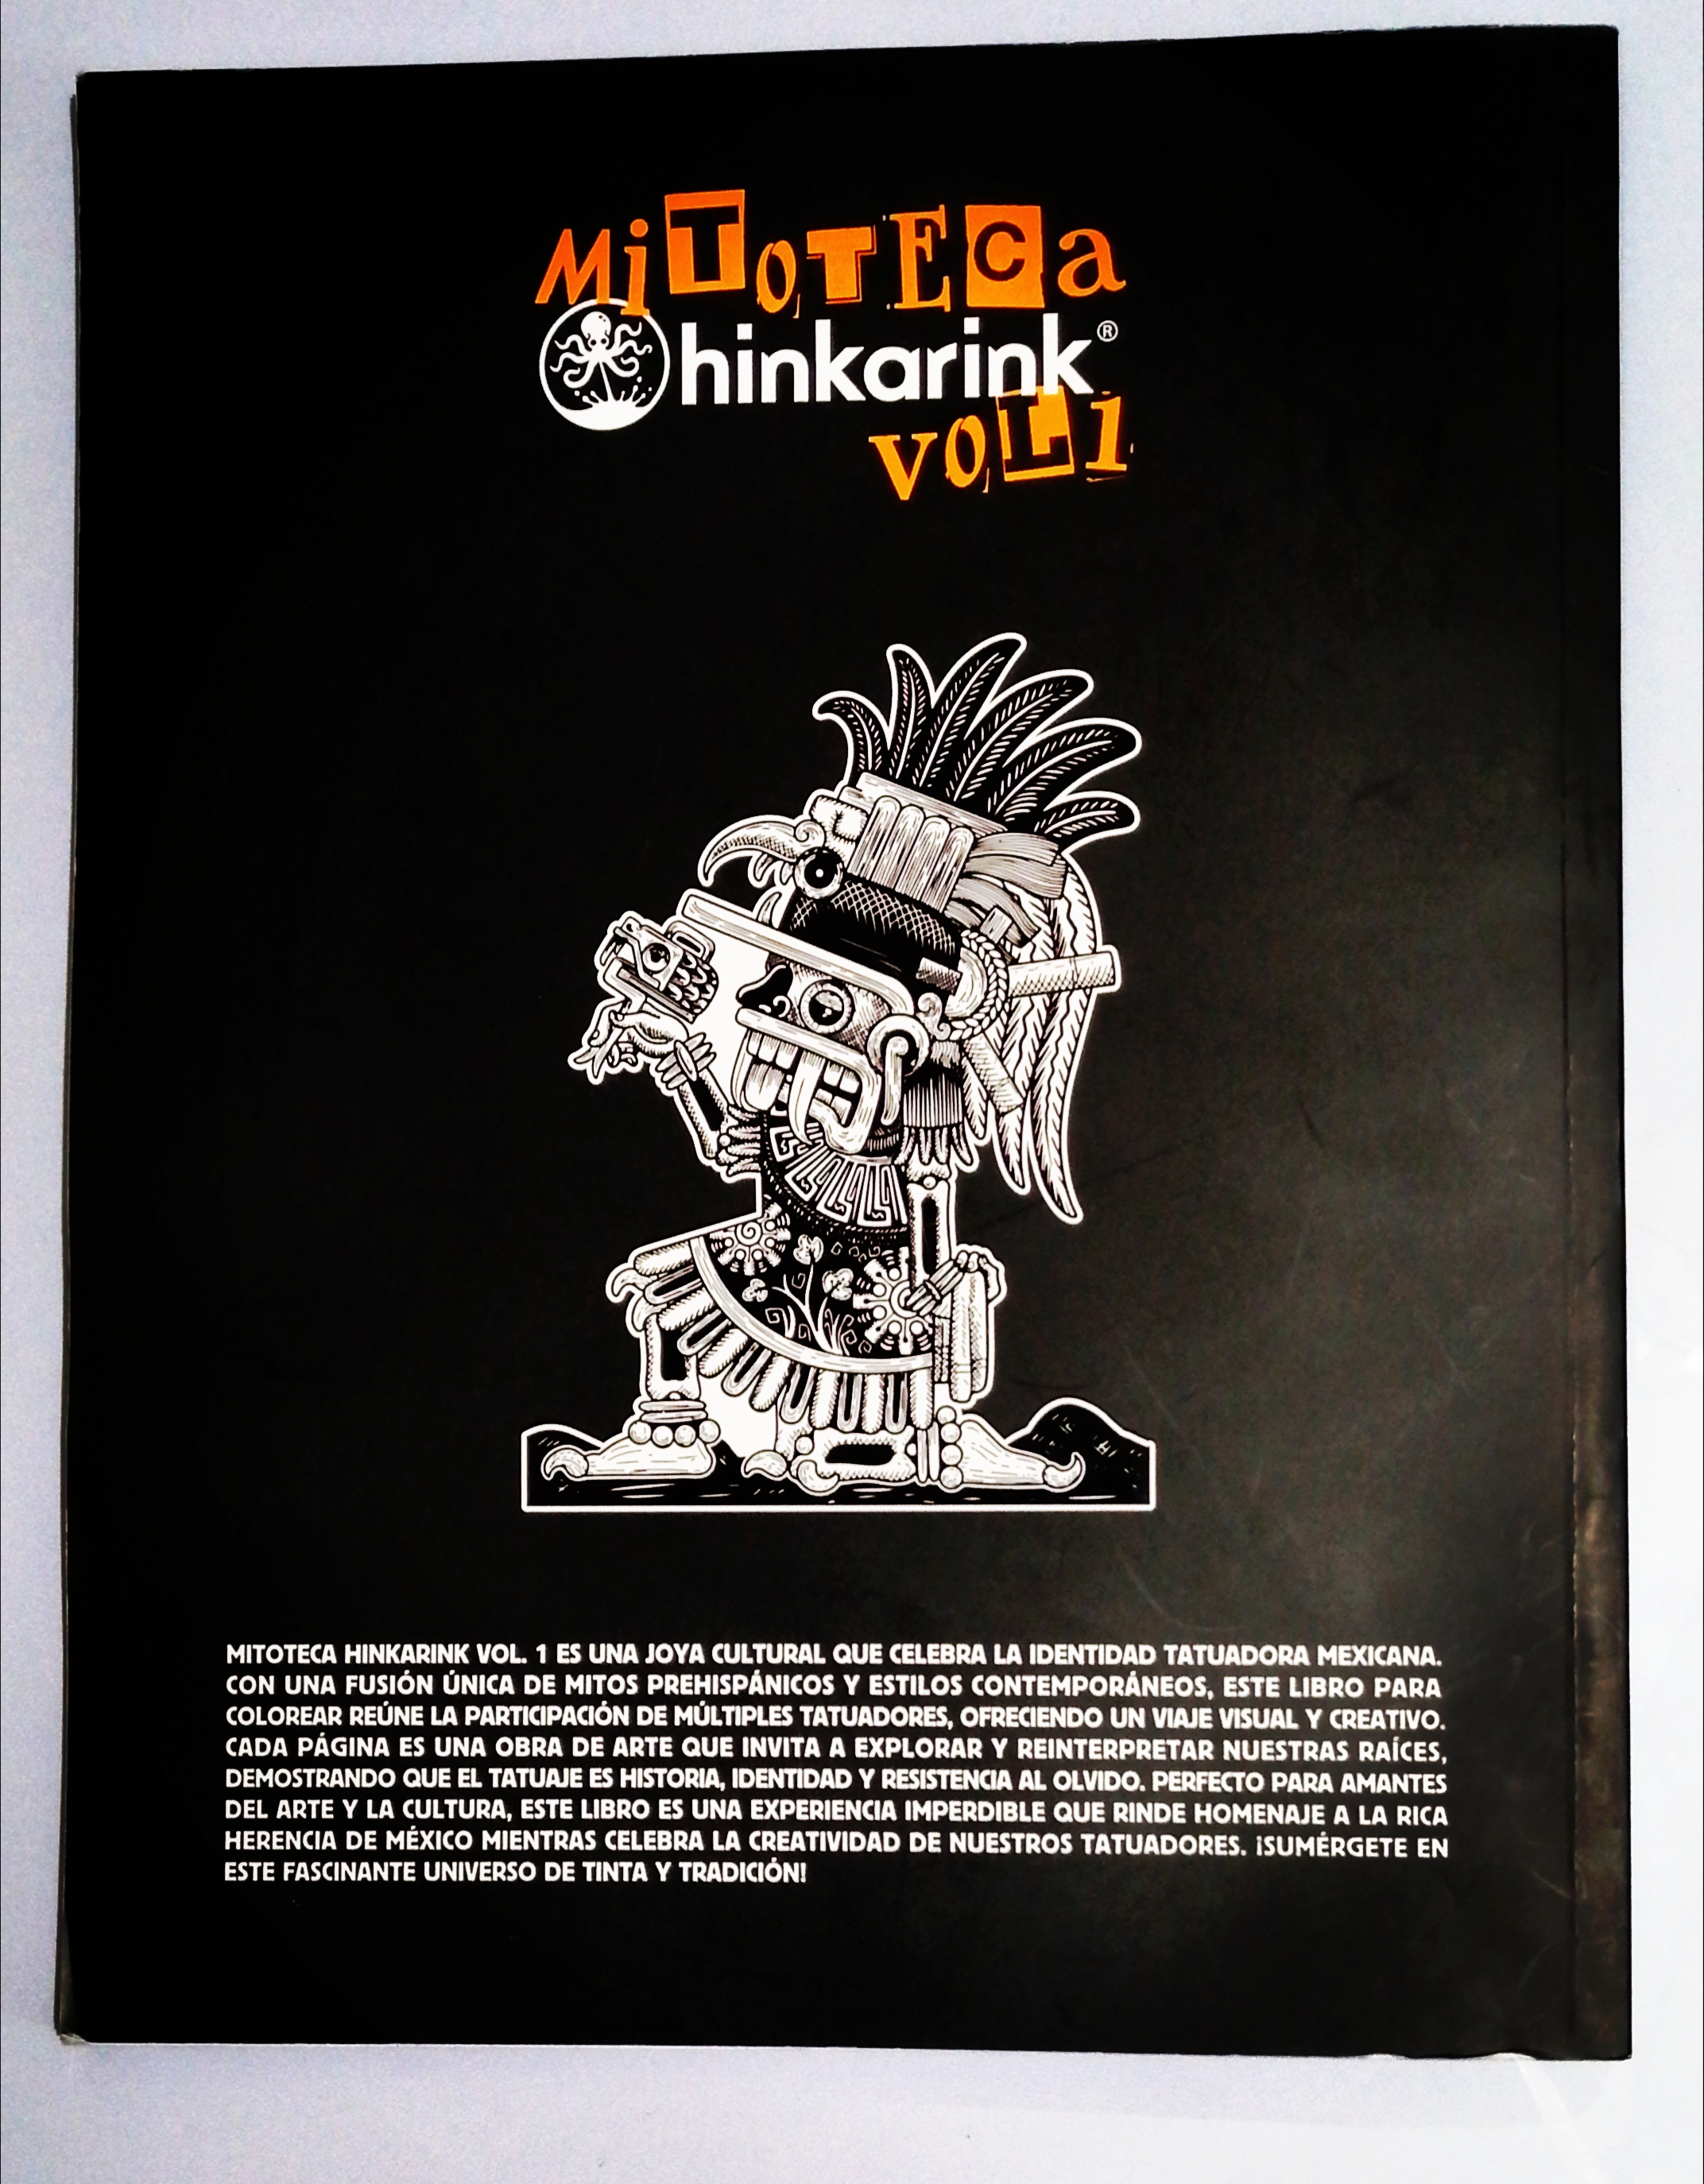 MiToTECa
hinkarink®
VOL1
MITOTECA HINKARINK VOL. 1 ES UNA JOYA CULTURAL QUE CELEBRA LA IDENTIDAD TATUADORA MEXICANA.
CON UNA FUSIÓN ÚNICA DE MITOS PREHISPÁNICOS Y ESTILOS CONTEMPORÁNEOS, ESTE LIBRO PARA
COLOREAR REÚNE LA PARTICIPACIÓN DE MÚLTIPLES TATUADORES, OFRECIENDO UN VIAJE VISUAL Y CREATIVO.
CADA PÁGINA ES UNA OBRA DE ARTE QUE INVITA A EXPLORAR Y REINTERPRETAR NUESTRAS RAÍCES,
DEMOSTRANDO QUE EL TATUAJE ES HISTORIA, IDENTIDAD Y RESISTENCIA AL OLVIDO. PERFECTO PARA AMANTES
DEL ARTE Y LA CULTURA, ESTE LIBRO ES UNA EXPERIENCIA IMPERDIBLE QUE RINDE HOMENAJE A LA RICA
HERENCIA DE MÉXICO MIENTRAS CELEBRA LA CREATIVIDAD DE NUESTROS TATUADORES. ¡SUMÉRGETE EN
ESTE FASCINANTE UNIVERSO DE TINTA Y TRADICIÓN!